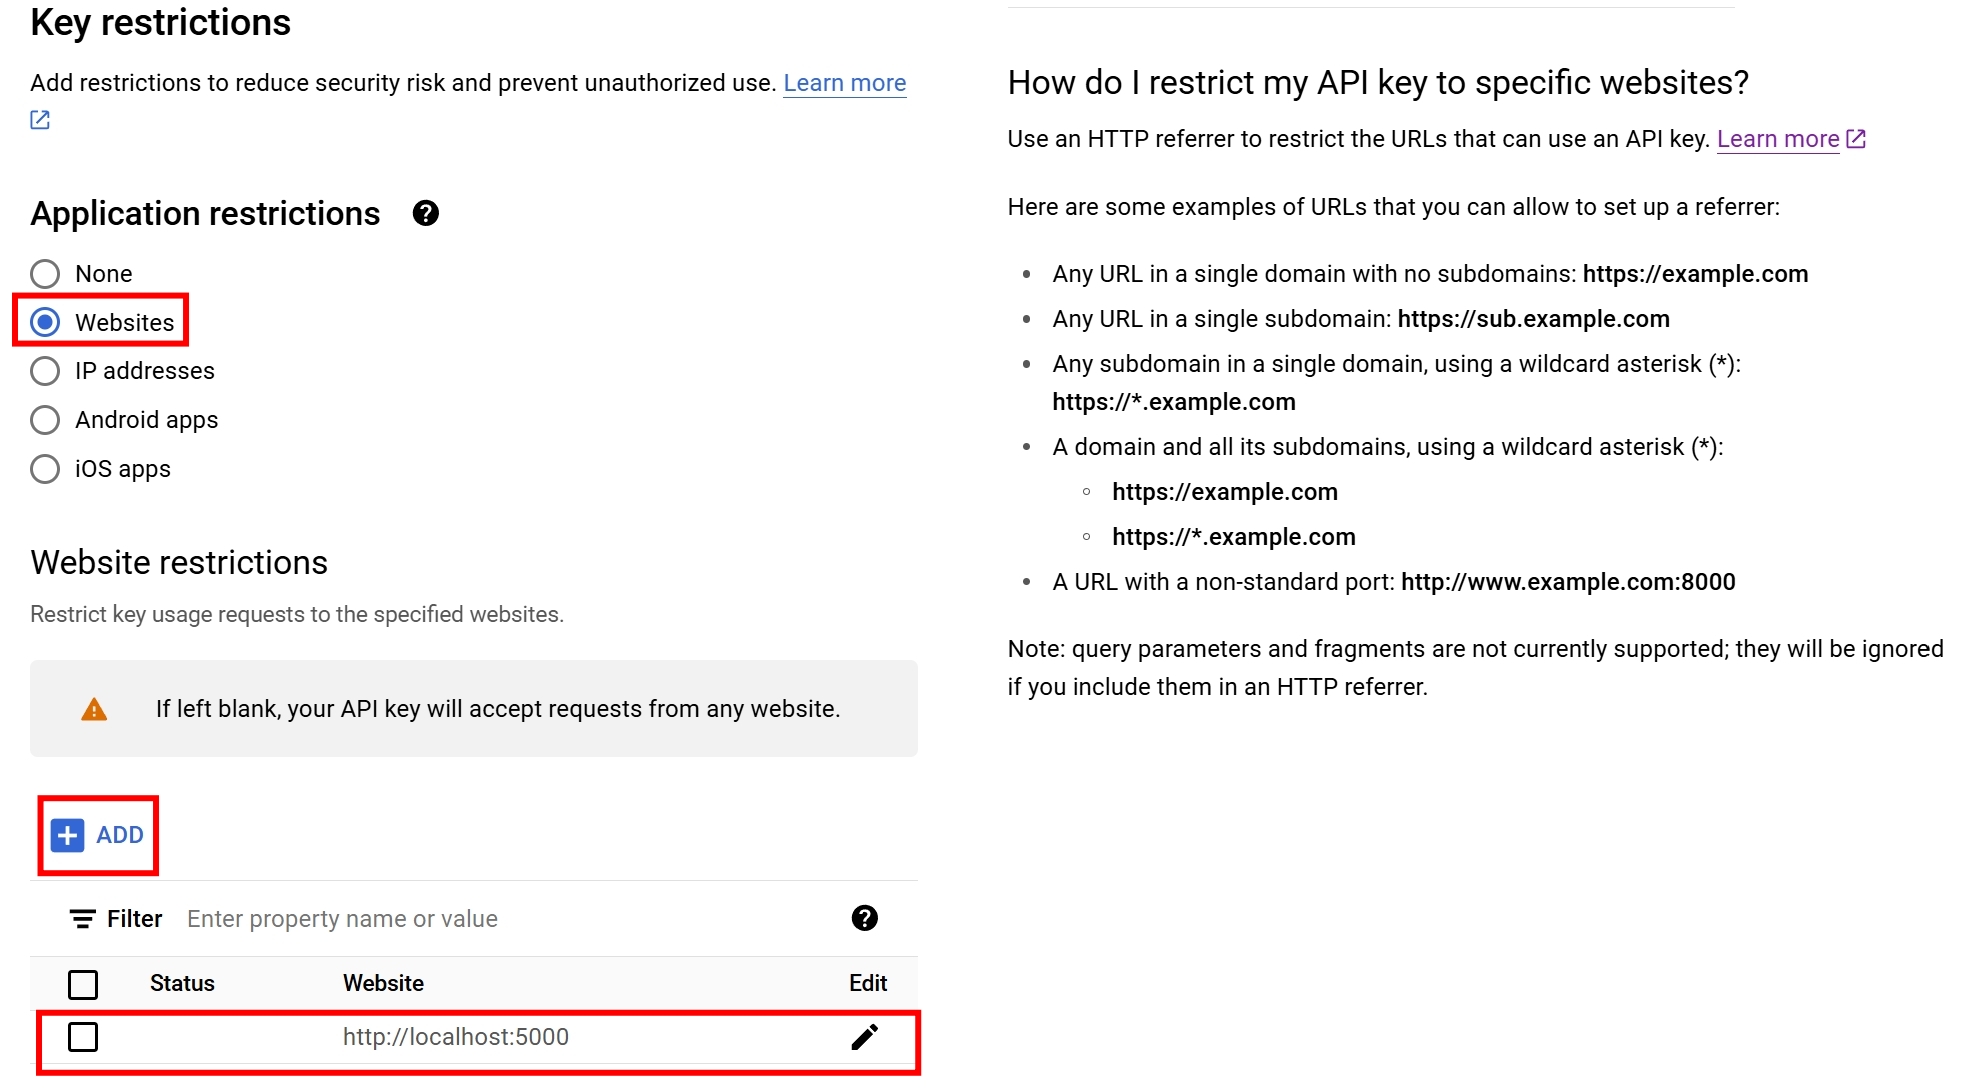 Key restrictions
Add restrictions to reduce security risk and prevent unauthorized use. Learn more
Application restrictions
None
Websites
IP addresses
Android apps
iOS apps
Website restrictions
Restrict key usage requests to the specified websites.
If left blank, your API key will accept requests from any website.
ADD
Filter Enter property name or value
Status Website Edit
http://localhost:5000
How do I restrict my API key to specific websites?
Use an HTTP referrer to restrict the URLs that can use an API key. Learn more
Here are some examples of URLs that you can allow to set up a referrer:
• Any URL in a single domain with no subdomains: https://example.com
• Any URL in a single subdomain: https://sub.example.com
• Any subdomain in a single domain, using a wildcard asterisk (*):
https://*.example.com
• A domain and all its subdomains, using a wildcard asterisk (*):
◦ https://example.com
◦ https://*.example.com
• A URL with a non-standard port: http://www.example.com:8000
Note: query parameters and fragments are not currently supported; they will be ignored
if you include them in an HTTP referrer.